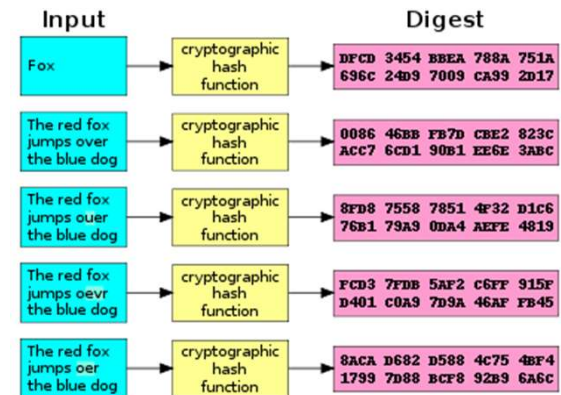 Input
Digest
Fox
cryptographic
hash
function
DFCD 3454 BBEA 788A 751A
696C 24D9 7009 CA99 2D17
The red fox
jumps over
the blue dog
cryptographic
hash
function
0086 46BB FB7D CBE2 823C
ACC7 6CD1 90B1 EE6E 3ABC
The red fox
jumps ouer
the blue dog
cryptographic
hash
function
8FD8 7558 7851 4F32 D1C6
76B1 79A9 0DA4 AEFE 4819
The red fox
jumps oevr
the blue dog
cryptographic
hash
function
FCD3 7FDB 5AF2 C6FF 915F
D401 C0A9 7D9A 46AF FB45
The red fox
jumps oer
the blue dog
cryptographic
hash
function
8ACA D682 D588 4C75 4BF4
1799 7D88 BCF8 92B9 6A6C